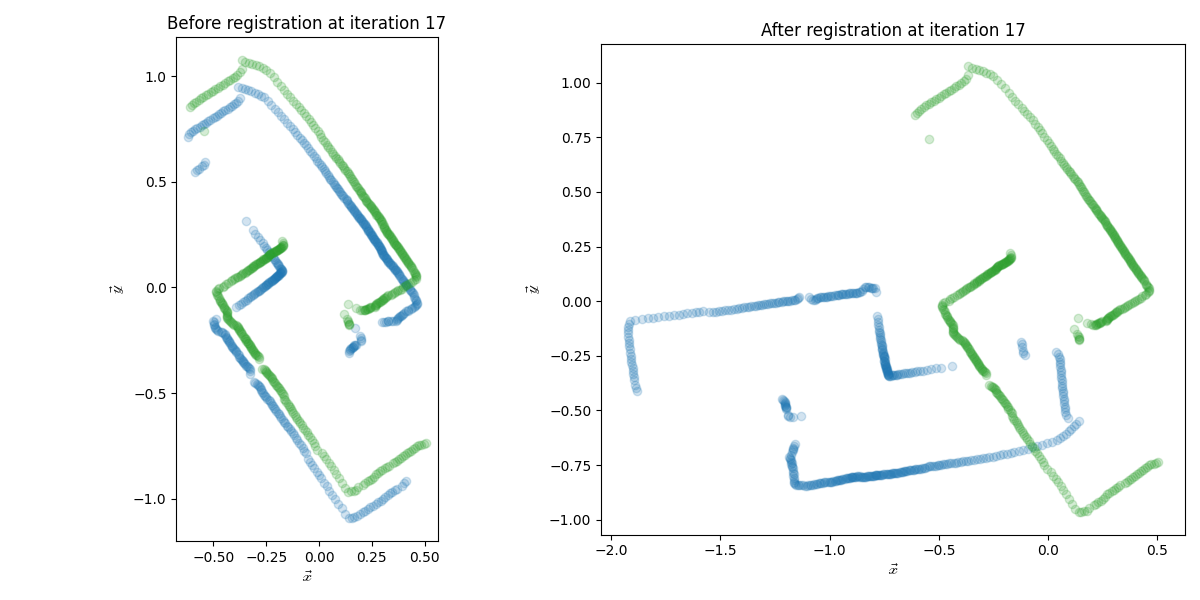 Before registration at iteration 17
1.0
0.5
0.0
−0.5
−1.0
−0.50 −0.25 0.00 0.25 0.50
x⃗
y⃗
After registration at iteration 17
1.00
0.75
0.50
0.25
0.00
−0.25
−0.50
−0.75
−1.00
−2.0 −1.5 −1.0 −0.5 0.0 0.5
x⃗
y⃗